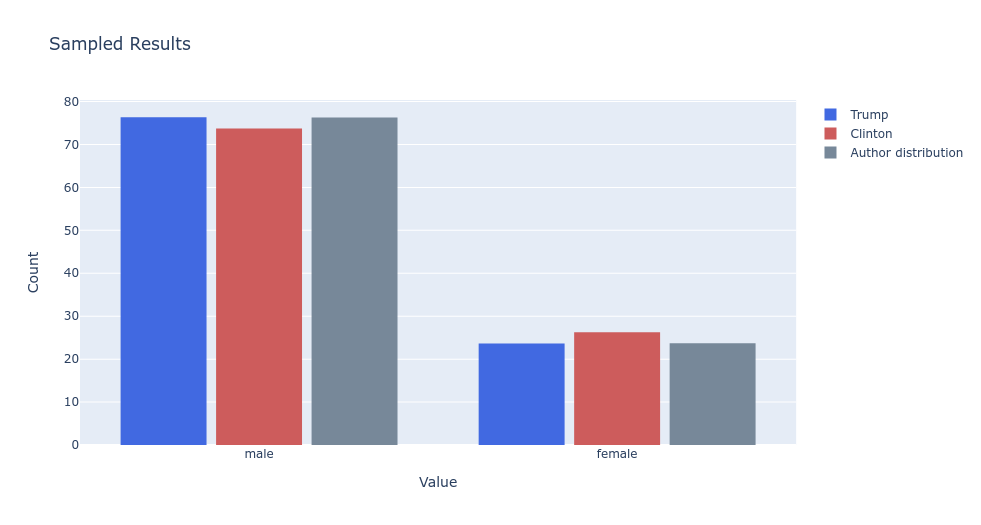 Sampled Results
80
70
60
50
40
30
20
10
0
Count
male
female
Value
Trump
Clinton
Author distribution